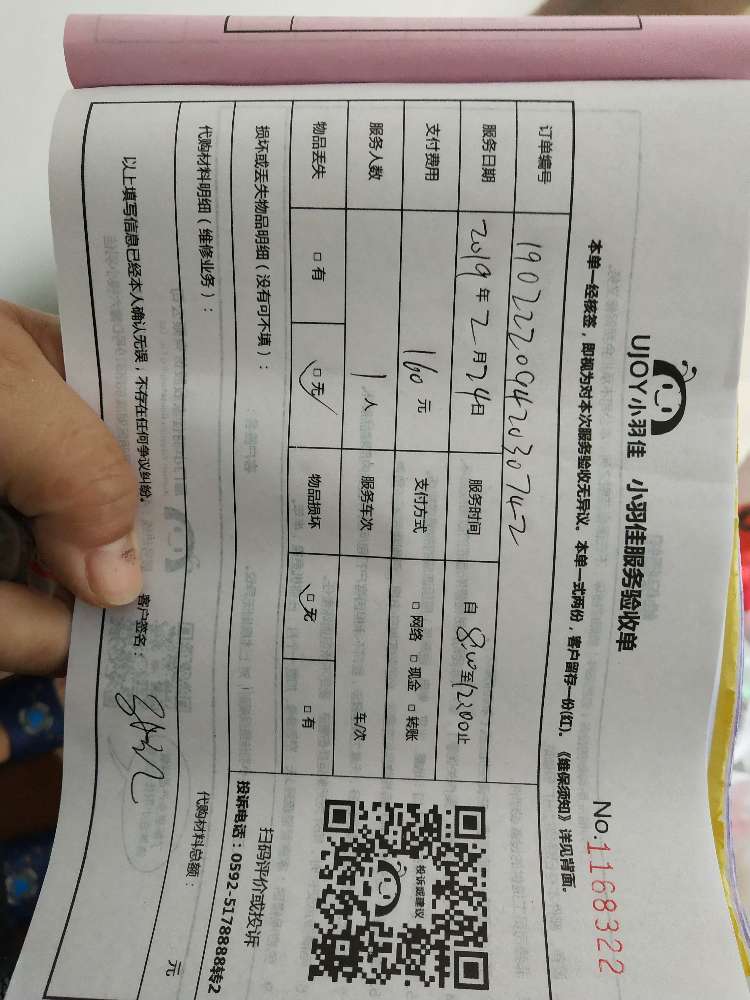 UJOY小羽佳 小羽佳服务验收单
No.1168322
本单一经核签，即视为对本次服务验收无异议。本单一式两份，客户留存一份(红)。《维保须知》详见背面。
订单编号 1902220942030742
服务日期 2019年2月24日 服务时间 自8:00至12:00止
支付费用 160元 支付方式 □网络 □现金 □转账
服务人数 1人 服务车次 车/次
物品丢失 □有 □无 物品损坏 □无 □有
投诉或建议
扫码评价或投诉
投诉电话：0592-5178888转2
损坏或丢失物品明细（没有可不填）：
代购材料明细（维修业务）： 代购材料总额： 元
以上填写信息已经本人确认无误，不存在任何争议纠纷。 客户签名：